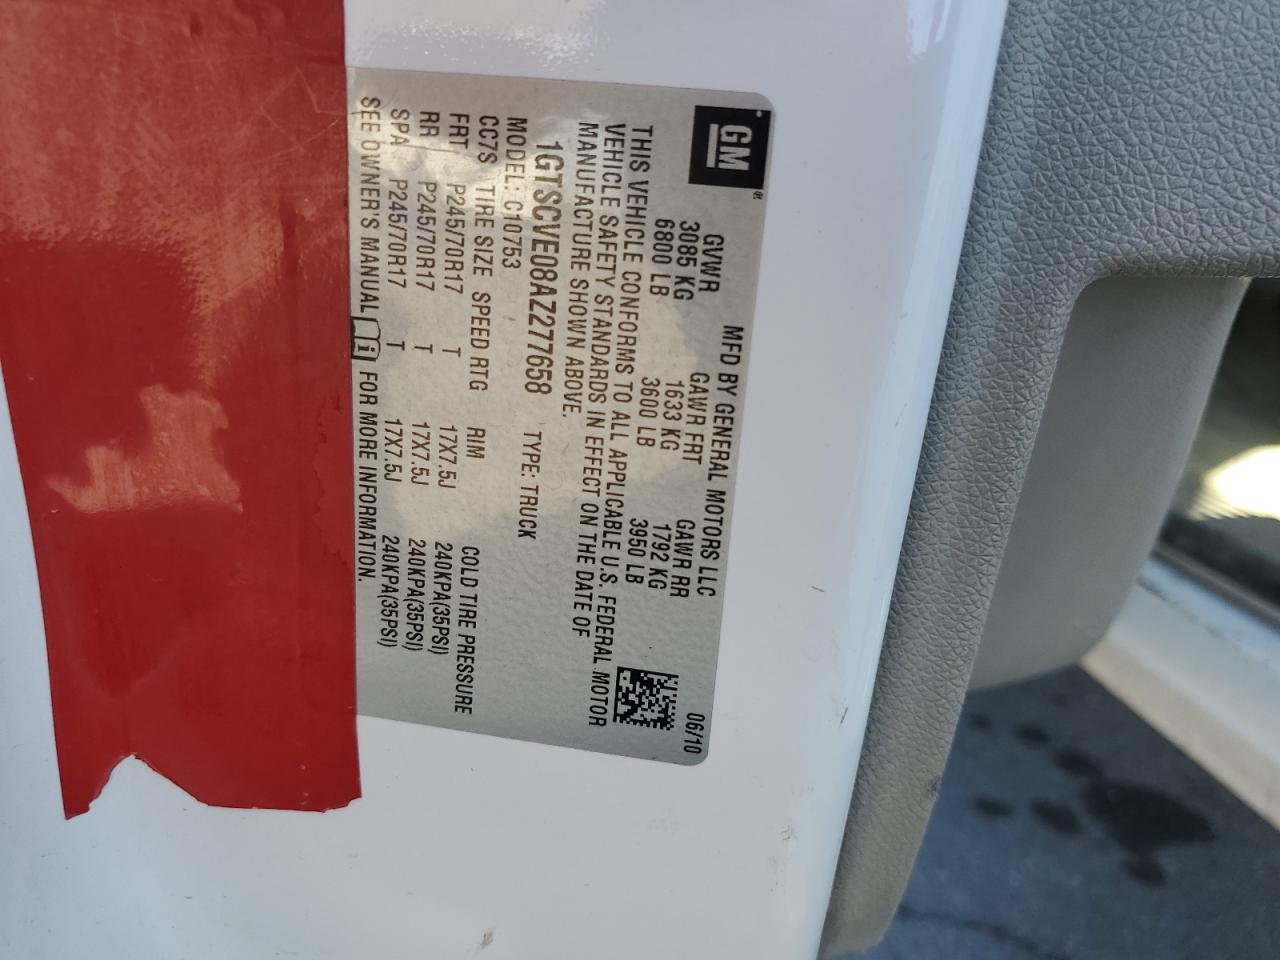 GM
MFD BY GENERAL MOTORS LLC 06/10
GVWR GAWR FRT GAWR RR
3085 KG 1633 KG 1792 KG
6800 LB 3600 LB 3950 LB
THIS VEHICLE CONFORMS TO ALL APPLICABLE U.S. FEDERAL MOTOR
VEHICLE SAFETY STANDARDS IN EFFECT ON THE DATE OF
MANUFACTURE SHOWN ABOVE.
1GTSCVE08AZ277658 TYPE: TRUCK
MODEL: C10753
CC7S TIRE SIZE SPEED RTG RIM COLD TIRE PRESSURE
FRT P245/70R17 T 17X7.5J 240KPA(35PSI)
RR P245/70R17 T 17X7.5J 240KPA(35PSI)
SPA P245/70R17 T 17X7.5J 240KPA(35PSI)
SEE OWNER'S MANUAL i FOR MORE INFORMATION.